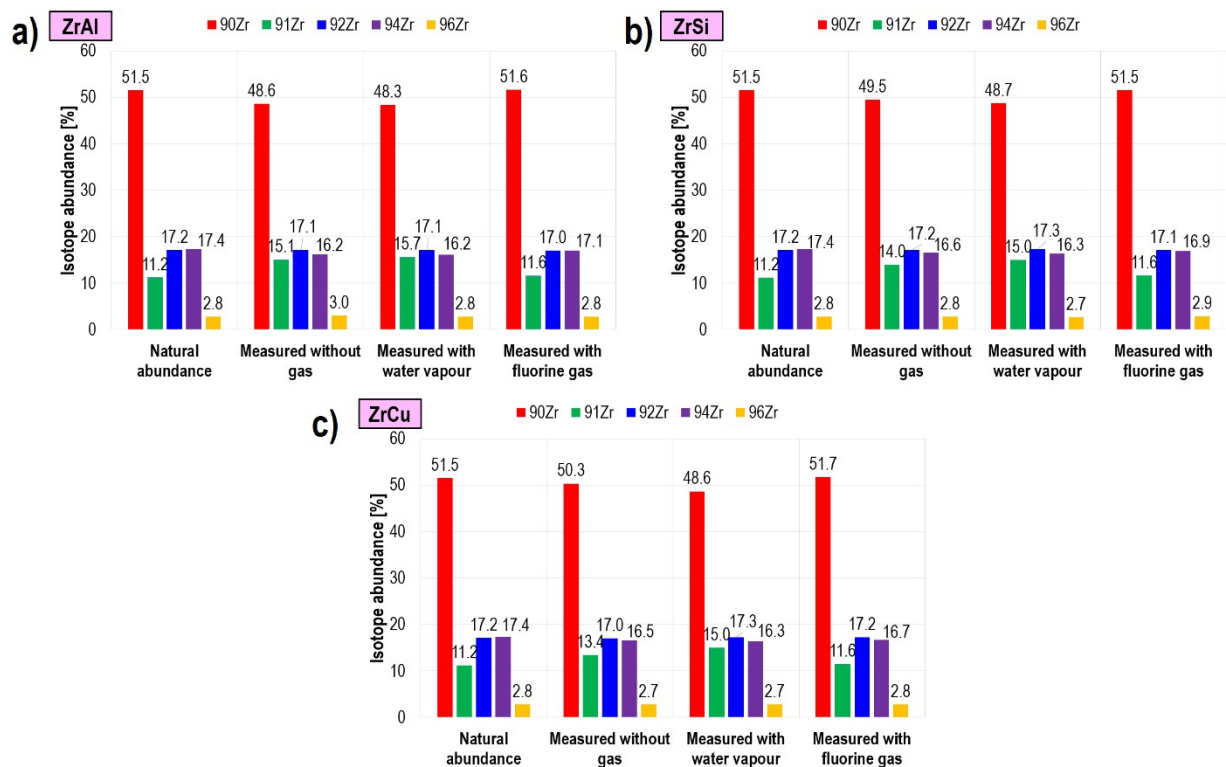 a) ZrAl
90Zr 91Zr 92Zr 94Zr 96Zr
Isotope abundance [%]
60
50
40
30
20
10
0
51.5 11.2 17.2 17.4 2.8
48.6 15.1 17.1 16.2 3.0
48.3 15.7 17.1 16.2 2.8
51.6 11.6 17.0 17.1 2.8
Natural abundance
Measured without gas
Measured with water vapour
Measured with fluorine gas
b) ZrSi
90Zr 91Zr 92Zr 94Zr 96Zr
Isotope abundance [%]
60
50
40
30
20
10
0
51.5 11.2 17.2 17.4 2.8
49.5 14.0 17.2 16.6 2.8
48.7 15.0 17.3 16.3 2.7
51.5 11.6 17.1 16.9 2.9
Natural abundance
Measured without gas
Measured with water vapour
Measured with fluorine gas
c) ZrCu
90Zr 91Zr 92Zr 94Zr 96Zr
Isotope abundance [%]
60
50
40
30
20
10
0
51.5 11.2 17.2 17.4 2.8
50.3 13.4 17.0 16.5 2.7
48.6 15.0 17.3 16.3 2.7
51.7 11.6 17.2 16.7 2.8
Natural abundance
Measured without gas
Measured with water vapour
Measured with fluorine gas